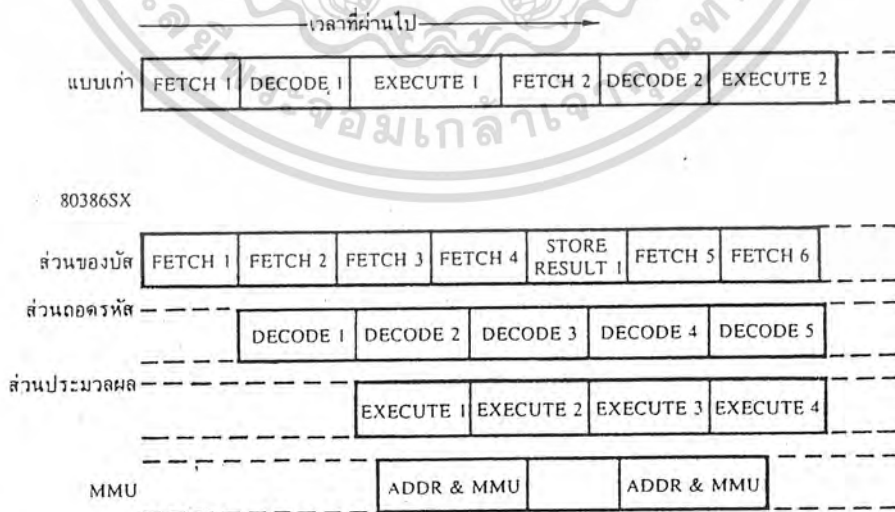 เวลาที่ผ่านไป
แบบเก่า FETCH 1 DECODE 1 EXECUTE 1 FETCH 2 DECODE 2 EXECUTE 2
80386SX
ส่วนของบัส FETCH 1 FETCH 2 FETCH 3 FETCH 4 STORE RESULT 1 FETCH 5 FETCH 6
ส่วนถอดรหัส DECODE 1 DECODE 2 DECODE 3 DECODE 4 DECODE 5
ส่วนประมวลผล EXECUTE 1 EXECUTE 2 EXECUTE 3 EXECUTE 4
MMU ADDR & MMU ADDR & MMU